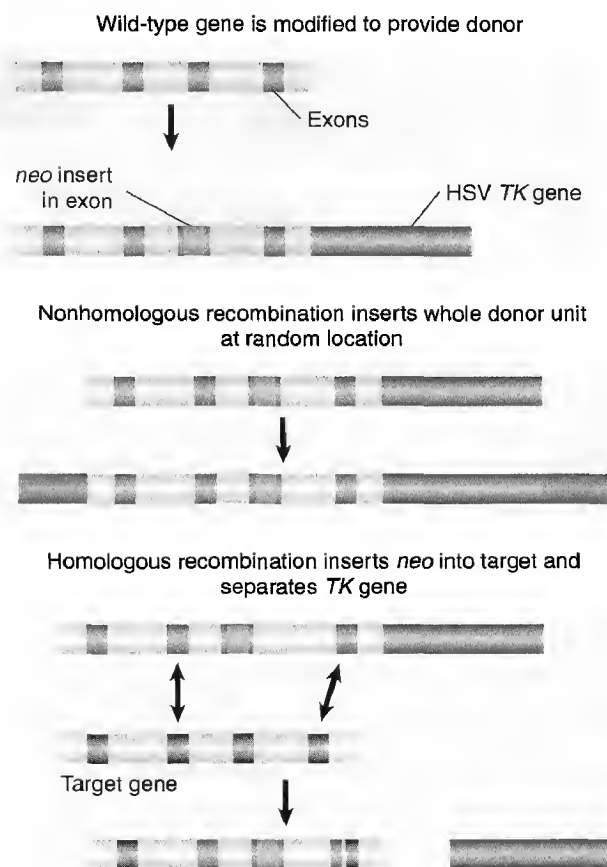 Wild-type gene is modified to provide donor
Exons
neo insert
in exon
HSV TK gene
Nonhomologous recombination inserts whole donor unit
at random location
Homologous recombination inserts neo into target and
separates TK gene
Target gene